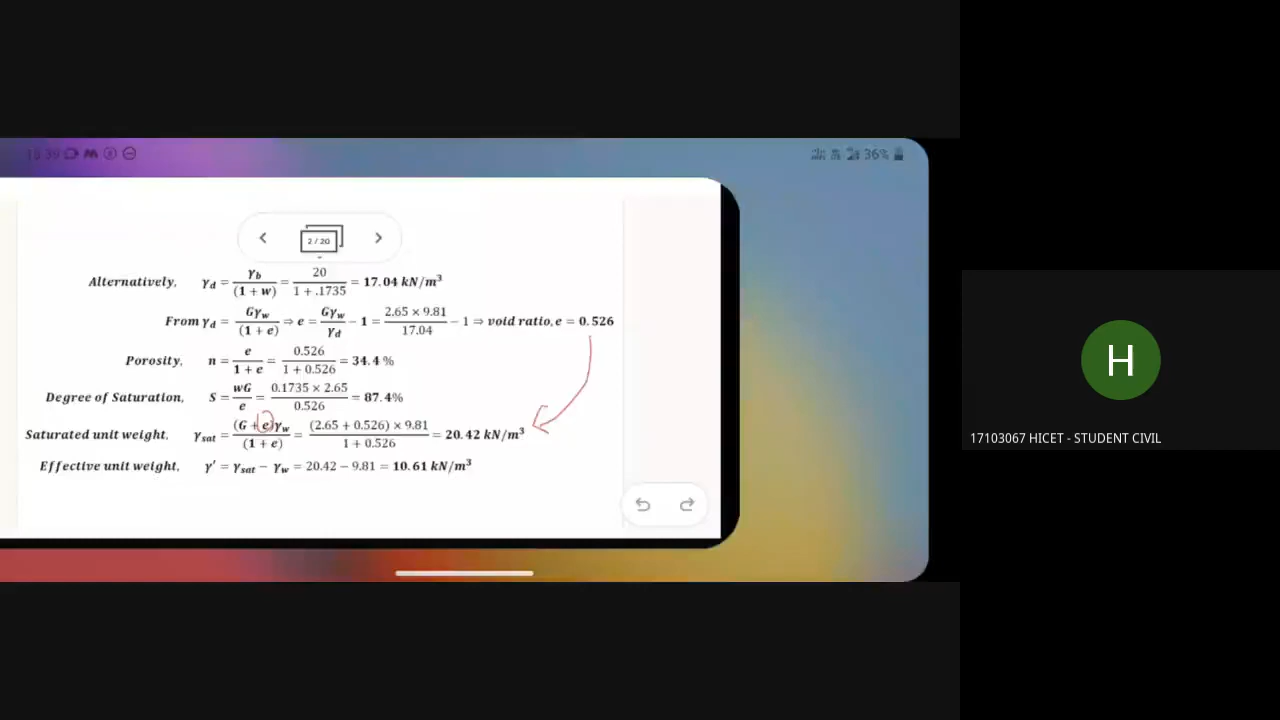 15:39 36%
2 / 20
Alternatively, γd = γb / (1 + w) = 20 / 1 + .1735 = 17.04 kN/m³
From γd = Gγw / (1 + e) ⇒ e = Gγw / γd − 1 = 2.65 × 9.81 / 17.04 − 1 ⇒ void ratio, e = 0.526
Porosity, n = e / 1 + e = 0.526 / 1 + 0.526 = 34.4 %
Degree of Saturation, S = wG / e = 0.1735 × 2.65 / 0.526 = 87.4%
Saturated unit weight, γsat = (G + e)γw / (1 + e) = (2.65 + 0.526) × 9.81 / 1 + 0.526 = 20.42 kN/m³
Effective unit weight, γ′ = γsat − γw = 20.42 − 9.81 = 10.61 kN/m³
H
17103067 HICET - STUDENT CIVIL